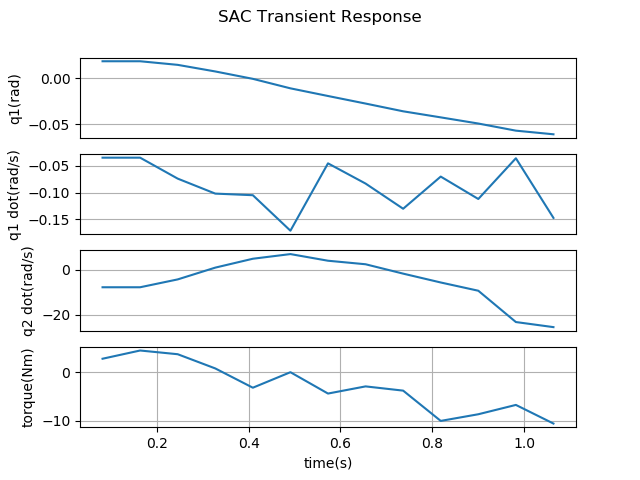 SAC Transient Response
q1(rad)
0.00
−0.05
q1 dot(rad/s)
−0.05
−0.10
−0.15
q2 dot(rad/s)
0
−20
torque(Nm)
0
−10
0.2 0.4 0.6 0.8 1.0
time(s)